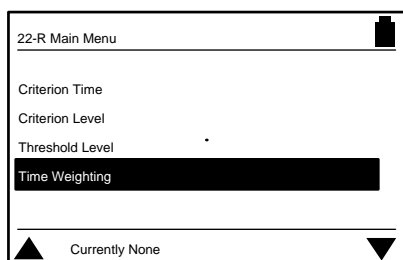 22-R Main Menu
Criterion Time
Criterion Level
Threshold Level
Time Weighting
Currently None